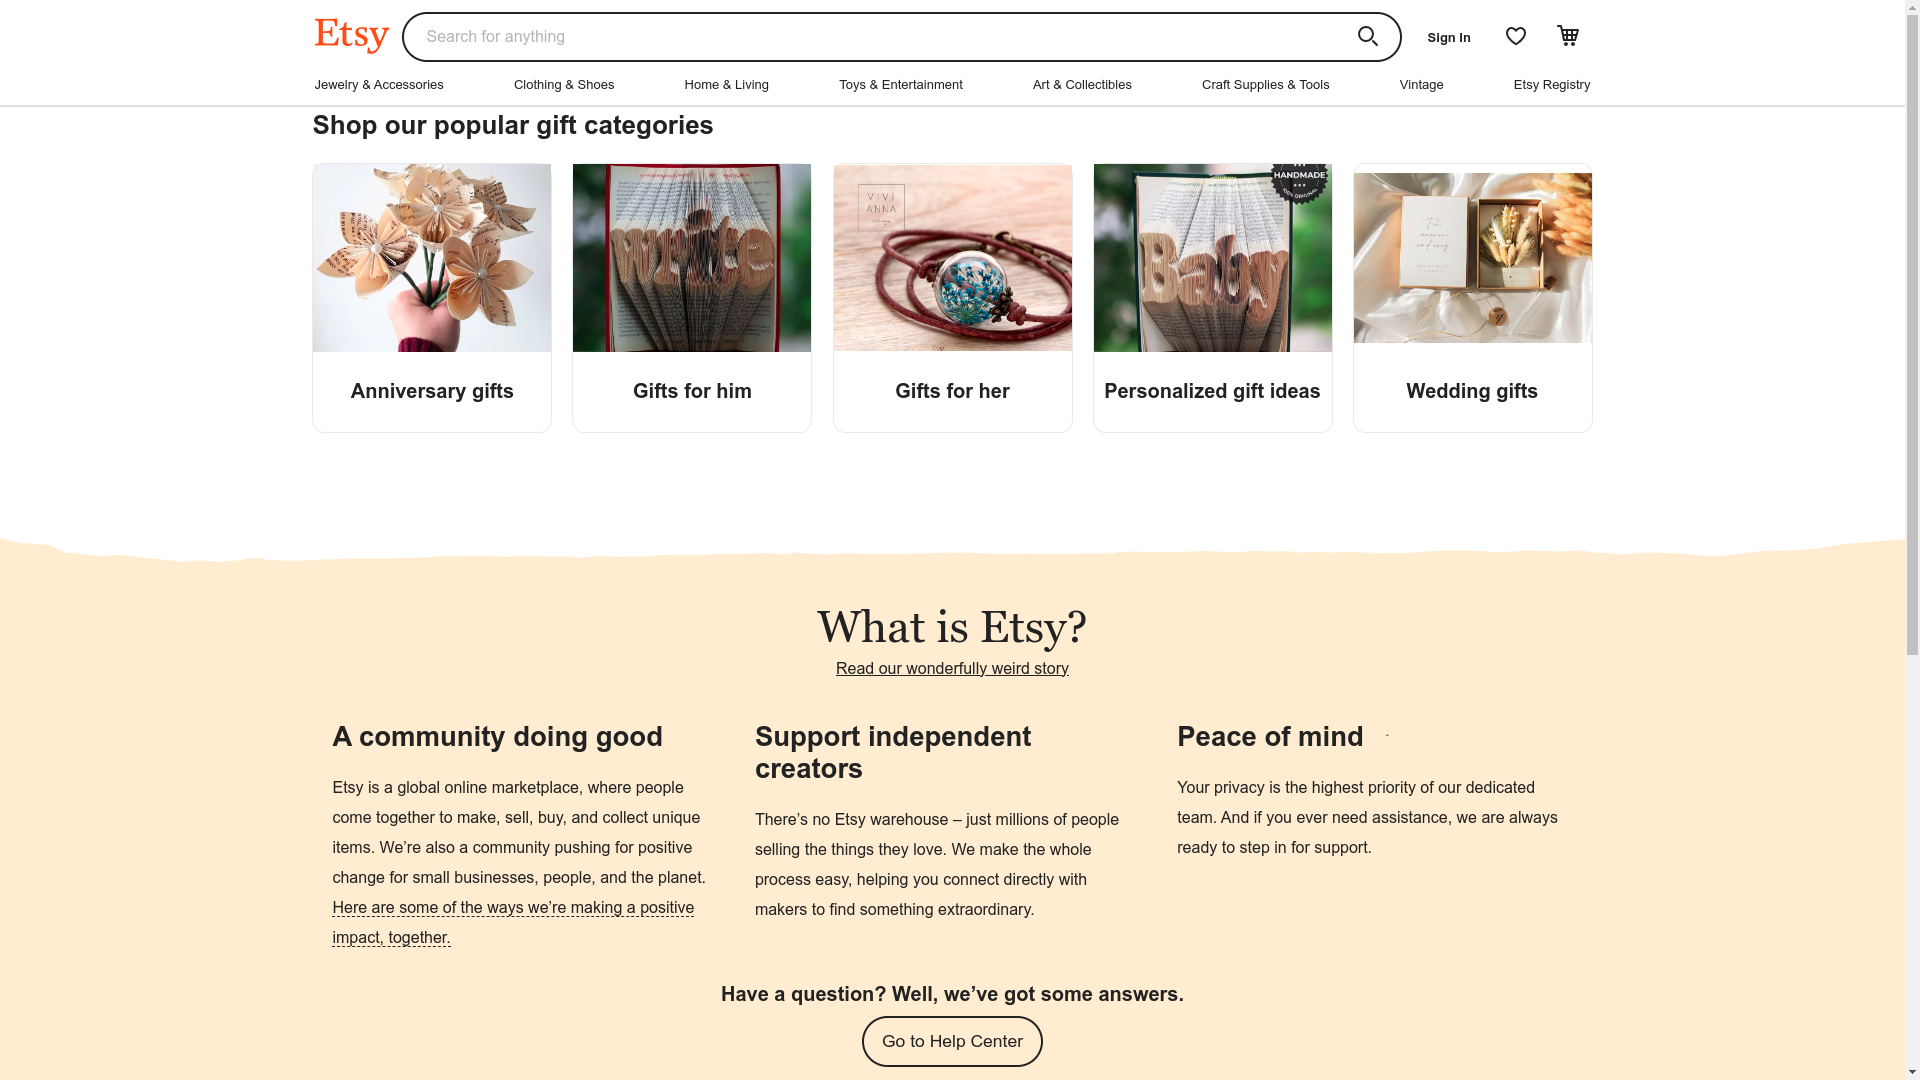 Etsy
Search for anything
Sign In
Jewelry & Accessories
Clothing & Shoes
Home & Living
Toys & Entertainment
Art & Collectibles
Craft Supplies & Tools
Vintage
Etsy Registry
Shop our popular gift categories
write
VIVI
ANNA
HANDMADE
Baby
Anniversary gifts
Gifts for him
Gifts for her
Personalized gift ideas
Wedding gifts
What is Etsy?
Read our wonderfully weird story
A community doing good
Etsy is a global online marketplace, where people
come together to make, sell, buy, and collect unique
items. We’re also a community pushing for positive
change for small businesses, people, and the planet.
Here are some of the ways we’re making a positive
impact, together.
Support independent
creators
There’s no Etsy warehouse – just millions of people
selling the things they love. We make the whole
process easy, helping you connect directly with
makers to find something extraordinary.
Peace of mind
Your privacy is the highest priority of our dedicated
team. And if you ever need assistance, we are always
ready to step in for support.
Have a question? Well, we’ve got some answers.
Go to Help Center